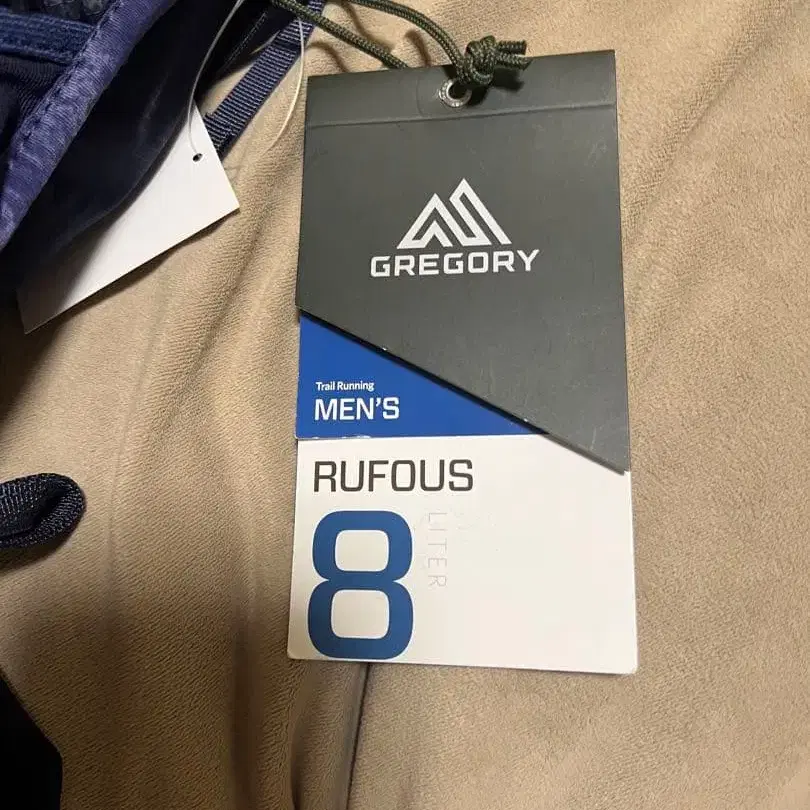 GREGORY
Trail Running
MEN'S
RUFOUS
8
LITER